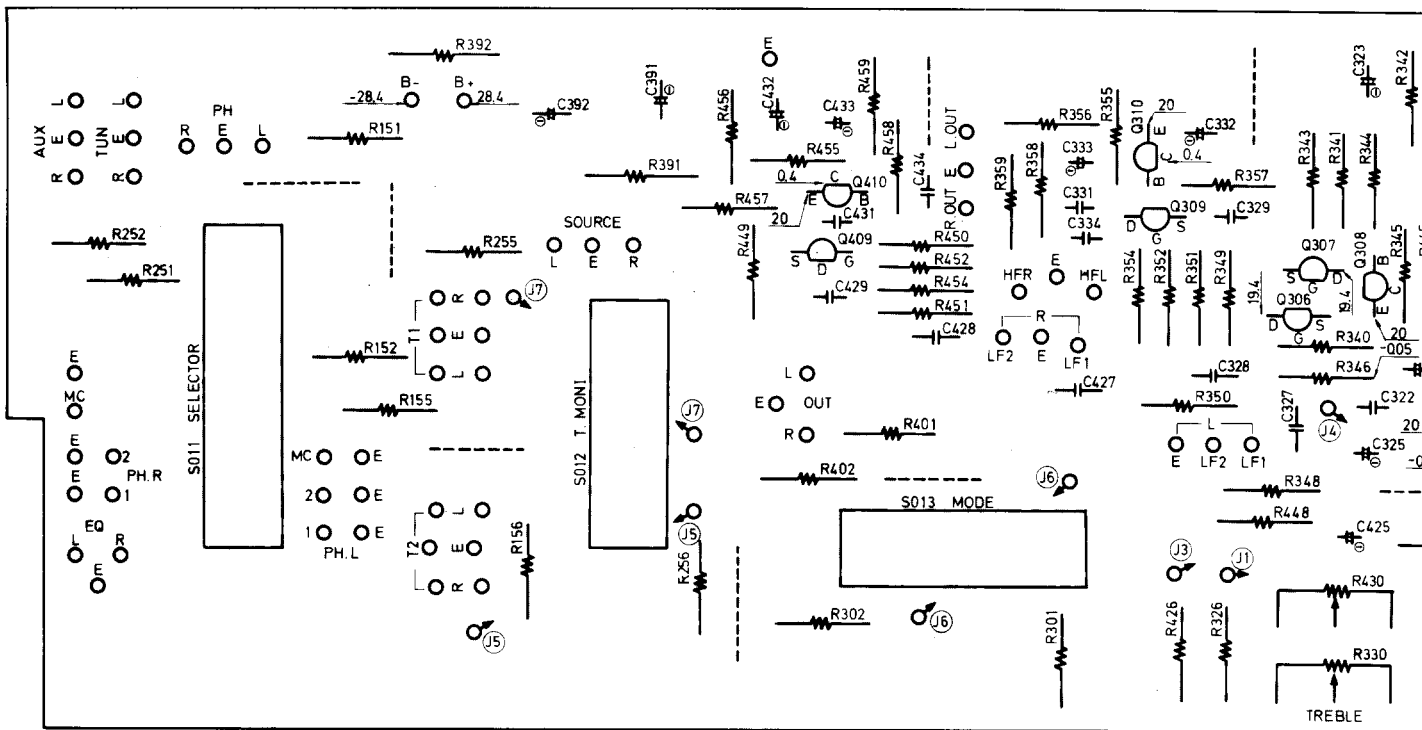 R392
B-
B+
-28,4
28,4
C392
C391
E
C432
C433
R459
R456
R458
R455
C434
L.OUT
E
R.OUT
R356
R355
Q310
20
E
C
B
0,4
C332
C323
R342
L
E
R
AUX
L
E
R
TUN
PH
R
E
L
R151
R391
R457
0,4
C
Q410
E
B
20
C431
R359
R358
C333
C331
C334
R357
Q309
D
S
G
C329
R343
R341
R344
R252
R251
SOURCE
L
E
R
R255
R449
Q409
S
D
G
C429
R450
R452
R454
R451
C428
E
HFR
HFL
R
LF2
E
LF1
R354
R352
R351
R349
Q307
S
G
D
Q308
B
C
E
R345
19.4
Q306
D
S
G
19.4
20
-0,05
R340
R346
J7
T1
R
E
L
R152
R155
E
MC
E
E
2
1
PH.R
EQ
L
R
E
S011 SELECTOR
MC
E
2
E
1
E
PH.L
T2
L
E
R
R156
J5
S012 T. MONI
J7
J5
R256
L
E
OUT
R
R401
R402
C427
C328
R350
L
E
LF2
LF1
C327
J4
C322
20
C325
R348
R448
C425
J6
S013 MODE
J3
J1
R302
J6
R301
R426
R326
R430
R330
TREBLE